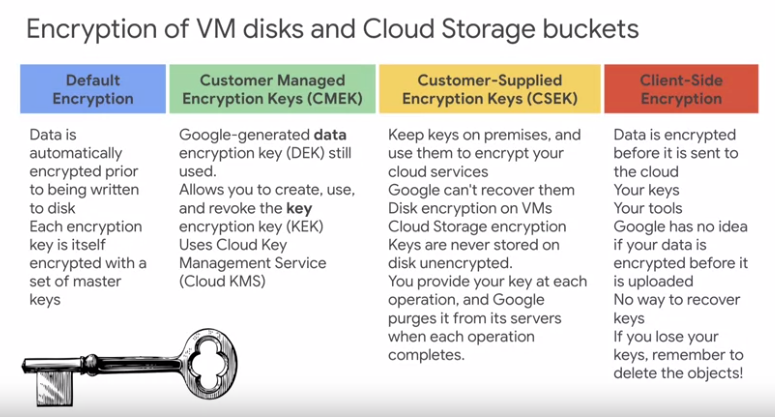 Encryption of VM disks and Cloud Storage buckets
Default
Encryption
Data is
automatically
encrypted prior
to being written
to disk
Each encryption
key is itself
encrypted with a
set of master
keys
Customer Managed
Encryption Keys (CMEK)
Google-generated data
encryption key (DEK) still
used.
Allows you to create, use,
and revoke the key
encryption key (KEK)
Uses Cloud Key
Management Service
(Cloud KMS)
Customer-Supplied
Encryption Keys (CSEK)
Keep keys on premises, and
use them to encrypt your
cloud services
Google can't recover them
Disk encryption on VMs
Cloud Storage encryption
Keys are never stored on
disk unencrypted.
You provide your key at each
operation, and Google
purges it from its servers
when each operation
completes.
Client-Side
Encryption
Data is encrypted
before it is sent to
the cloud
Your keys
Your tools
Google has no idea
if your data is
encrypted before it
is uploaded
No way to recover
keys
If you lose your
keys, remember to
delete the objects!